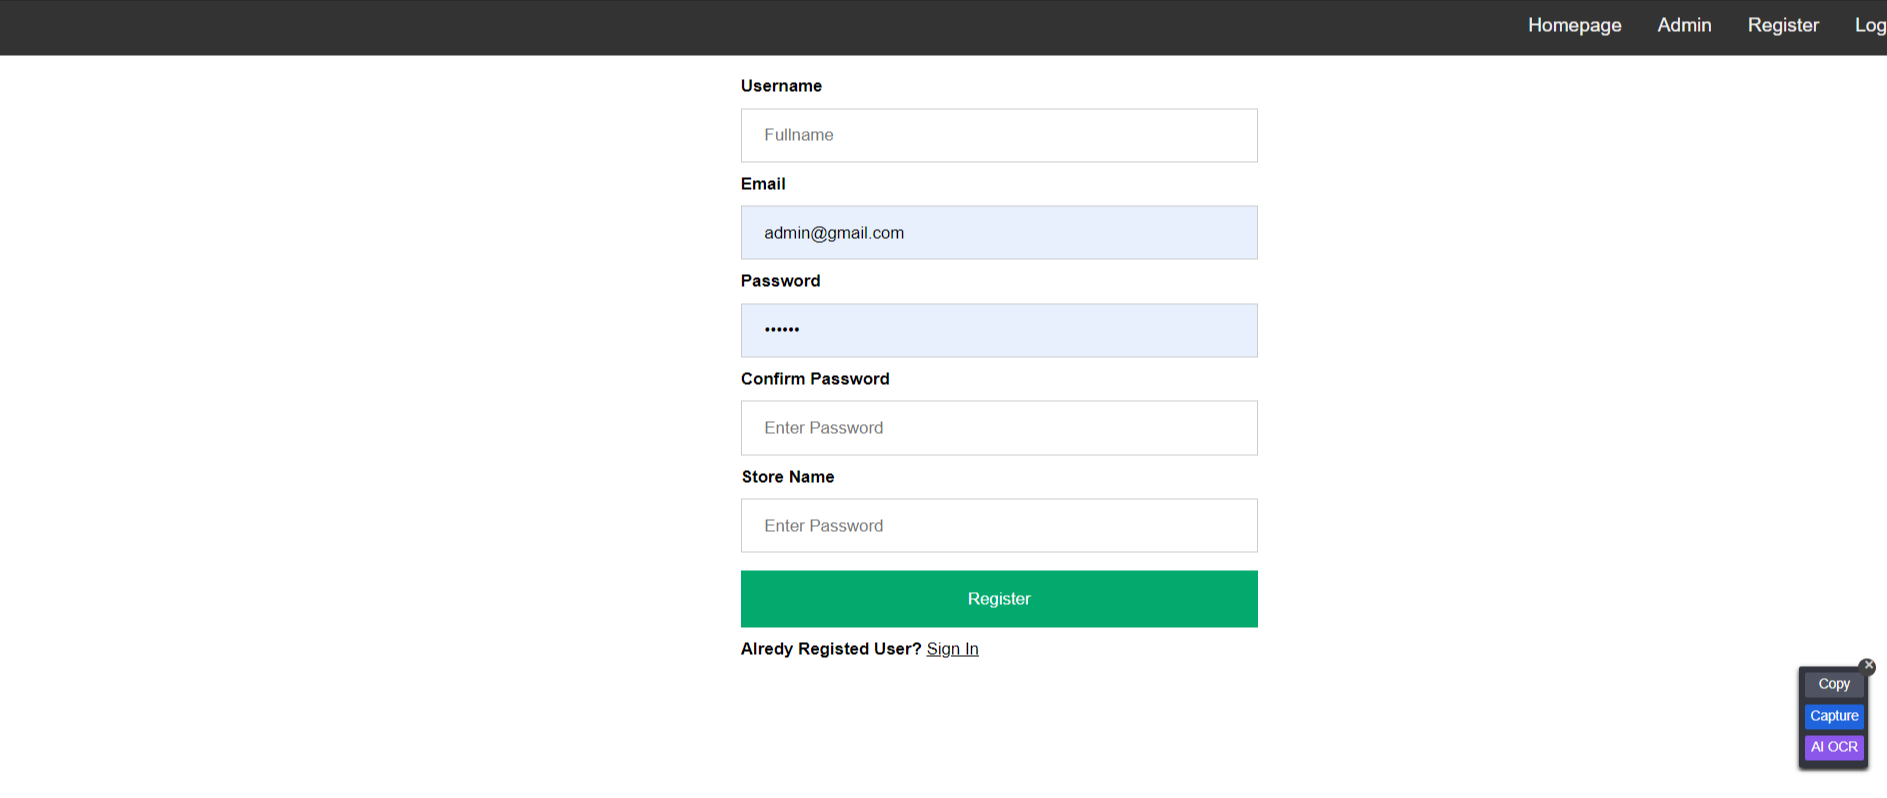 Homepage Admin Register Log
Username
Fullname
Email
admin@gmail.com
Password
••••••
Confirm Password
Enter Password
Store Name
Enter Password
Register
Alredy Registed User? Sign In
Copy
Capture
AI OCR